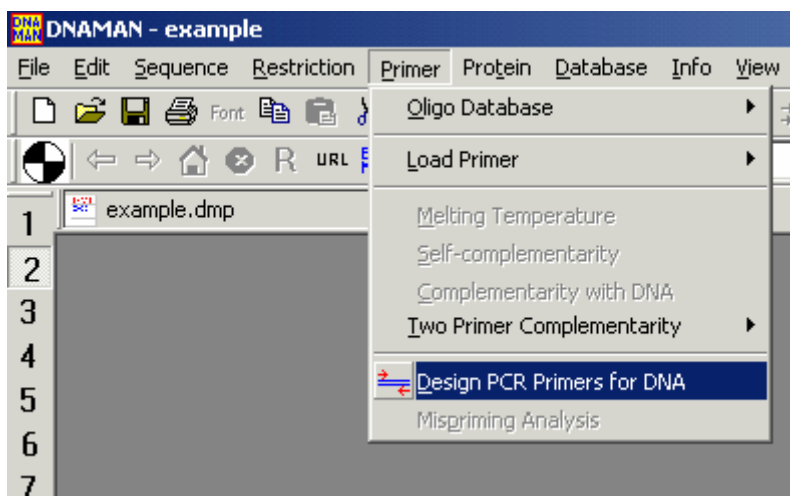 DNA MAN DNAMAN - example
File Edit Sequence Restriction Primer Protein Database Info View
Font R URL
example.dmp
Oligo Database
Load Primer
Melting Temperature
Self-complementarity
Complementarity with DNA
Two Primer Complementarity
Design PCR Primers for DNA
Mispriming Analysis
1
2
3
4
5
6
7